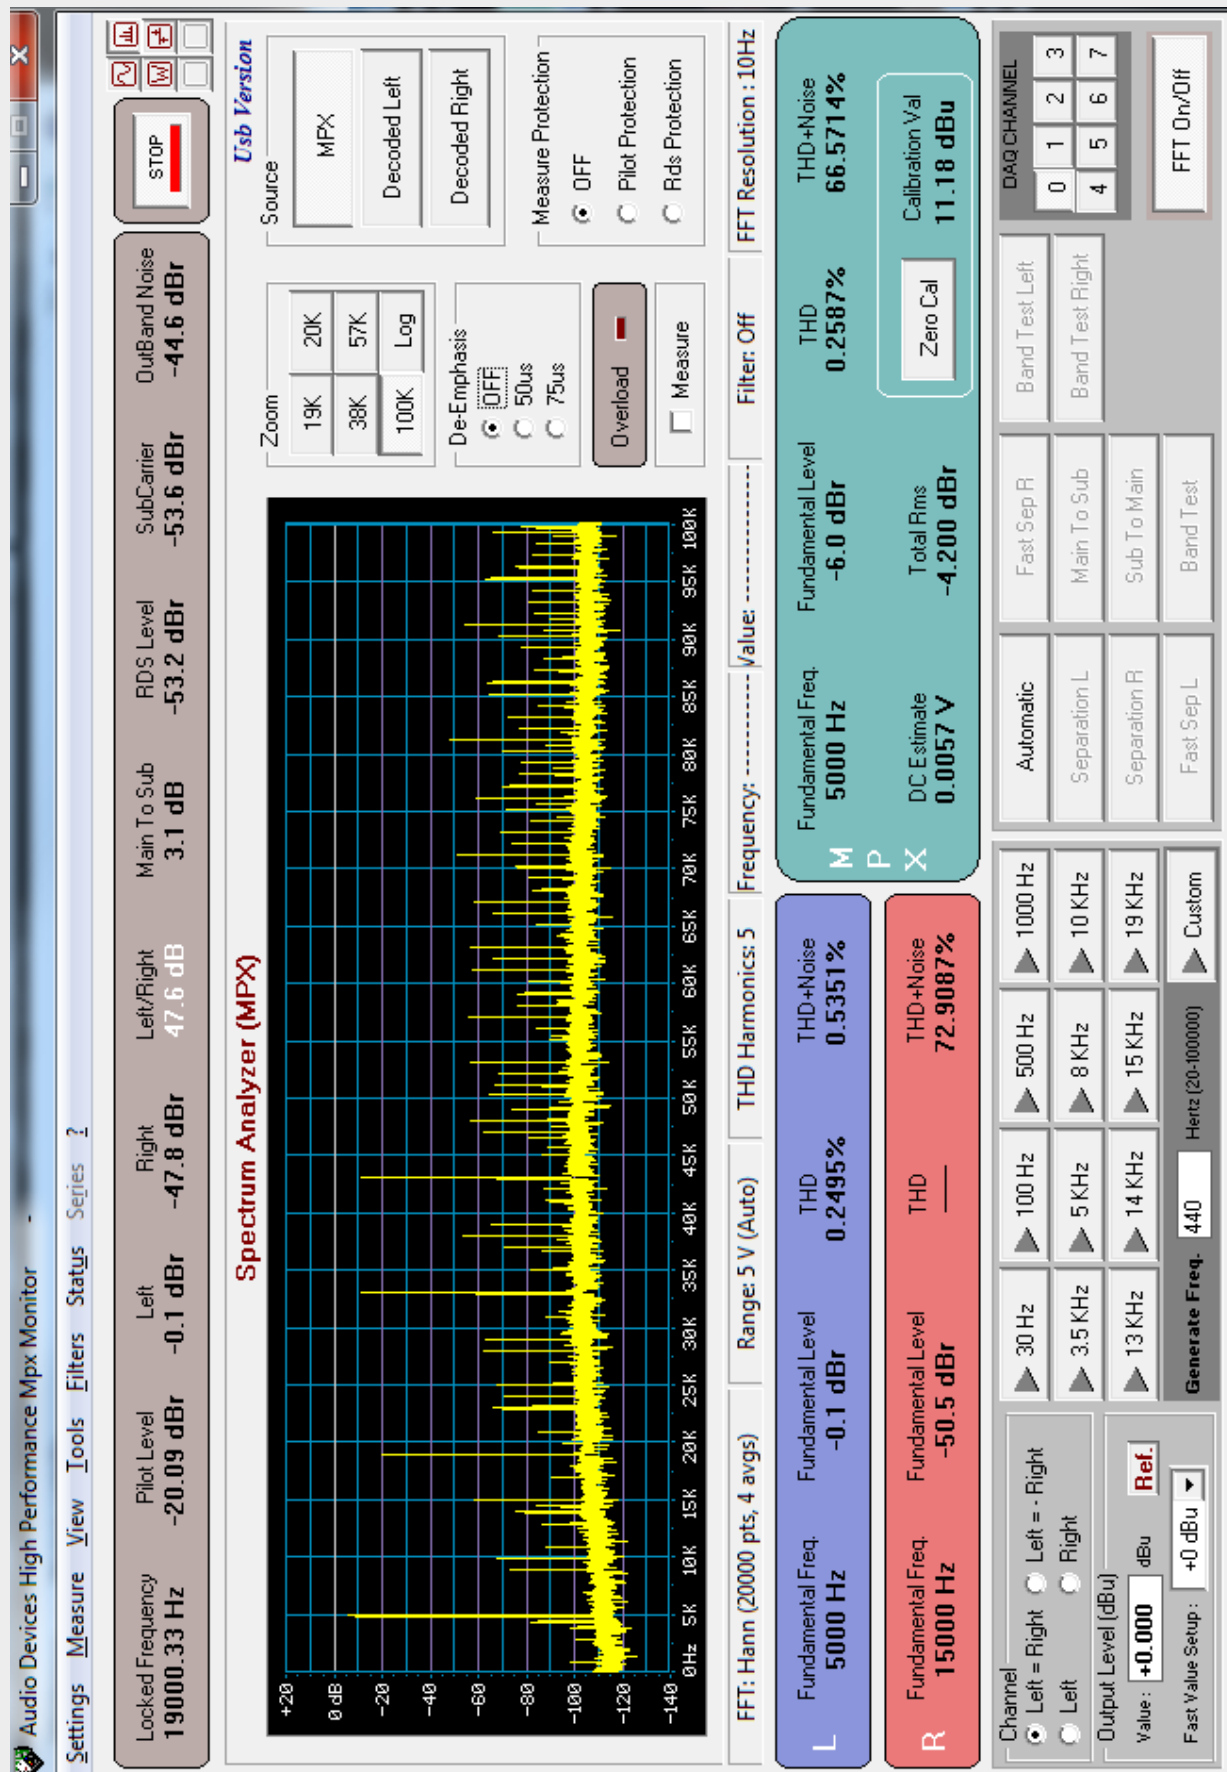 Audio Devices High Performance Mpx Monitor -
Settings Measure View Tools Filters Status Series ?
Locked Frequency Pilot Level Left Right Left/Right Main To Sub RDS Level SubCarrier OutBand Noise
19000.33 Hz -20.09 dBr -0.1 dBr -47.8 dBr 47.6 dB 3.1 dB -53.2 dBr -53.6 dBr -44.6 dBr
STOP
Spectrum Analyzer (MPX)
Usb Version
+20
0dB
-20
-40
-60
-80
-100
-120
-140
0Hz 5K 10K 15K 19K 20K 25K 30K 35K 40K 45K 50K 55K 60K 65K 70K 75K 80K 85K 90K 95K 100K
Zoom
19K 20K
38K 57K
100K Log
De-Emphasis
OFF
50us
75us
Overload
Measure
Source
MPX
Decoded Left
Decoded Right
Measure Protection
OFF
Pilot Protection
Rds Protection
FFT: Hann (20000 pts, 4 avgs) Range: 5 V (Auto) THD Harmonics: 5 Frequency: ------------ Value: ------------ Filter: Off FFT Resolution : 10Hz
L
Fundamental Freq. Fundamental Level THD THD+Noise
5000 Hz -0.1 dBr 0.2495% 0.5351%
R
Fundamental Freq. Fundamental Level THD THD+Noise
15000 Hz -50.5 dBr ---- 72.9087%
MPX
Fundamental Freq. Fundamental Level THD THD+Noise
5000 Hz -6.0 dBr 0.2587% 66.5714%
DC Estimate Total Rms Zero Cal Calibration Val
0.0057 V -4.200 dBr 11.18 dBu
Channel
Left = Right Left = - Right
Left Right
Output Level (dBu)
Value : +0.000 dBu Ref.
Fast Value Setup : +0 dBu
30 Hz 100 Hz 500 Hz 1000 Hz
3.5 KHz 5 KHz 8 KHz 10 KHz
13 KHz 14 KHz 15 KHz 19 KHz
Generate Freq. 440 Hertz (20-100000) Custom
Automatic Fast Sep R Band Test Left
Separation L Main To Sub Band Test Right
Separation R Sub To Main
Fast Sep L Band Test
DAQ CHANNEL
0 1 2 3
4 5 6 7
FFT On/Off